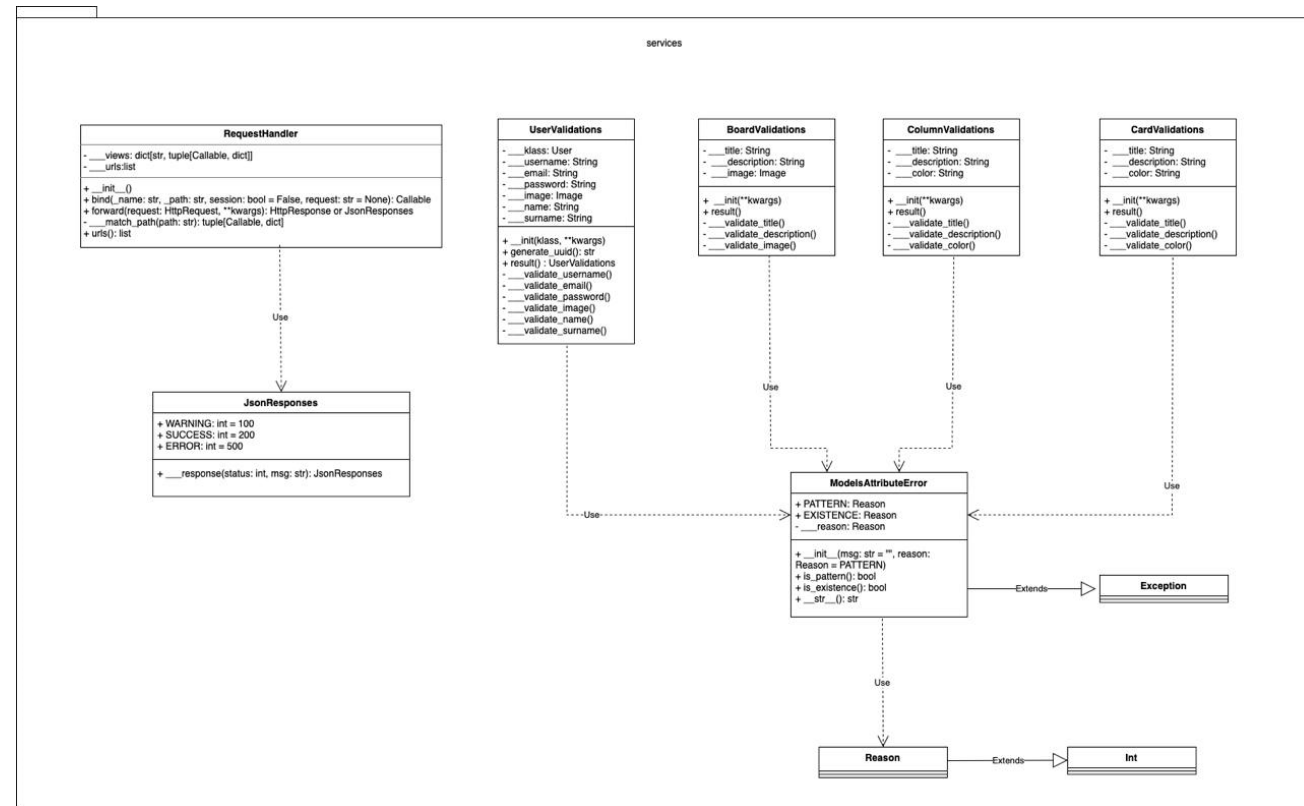 services
RequestHandler
- ___views: dict[str, tuple[Callable, dict]]
- ___urls:list
+ __init__()
+ bind(_name: str, _path: str, session: bool = False, request: str = None): Callable
+ forward(request: HttpRequest, **kwargs): HttpResponse or JsonResponses
- ___match_path(path: str): tuple[Callable, dict]
+ urls(): list
Use
JsonResponses
+ WARNING: int = 100
+ SUCCESS: int = 200
+ ERROR: int = 500
+ ___response(status: int, msg: str): JsonResponses
UserValidations
- ___klass: User
- ___username: String
- ___email: String
- ___password: String
- ___image: Image
- ___name: String
- ___surname: String
+ __init(klass, **kwargs)
+ generate_uuid(): str
+ result() : UserValidations
- ___validate_username()
- ___validate_email()
- ___validate_password()
- ___validate_image()
- ___validate_name()
- ___validate_surname()
Use
BoardValidations
- ___title: String
- ___description: String
- ___image: Image
+ __init(**kwargs)
+ result()
- ___validate_title()
- ___validate_description()
- ___validate_image()
Use
ColumnValidations
- ___title: String
- ___description: String
- ___color: String
+ __init(**kwargs)
+ result()
- ___validate_title()
- ___validate_description()
- ___validate_color()
Use
CardValidations
- ___title: String
- ___description: String
- ___color: String
+ __init(**kwargs)
+ result()
- ___validate_title()
- ___validate_description()
- ___validate_color()
Use
ModelsAttributeError
+ PATTERN: Reason
+ EXISTENCE: Reason
- ___reason: Reason
+ __init__(msg: str = "", reason:
Reason = PATTERN)
+ is_pattern(): bool
+ is_existence(): bool
+ __str__(): str
Extends
Exception
Use
Reason
Extends
Int